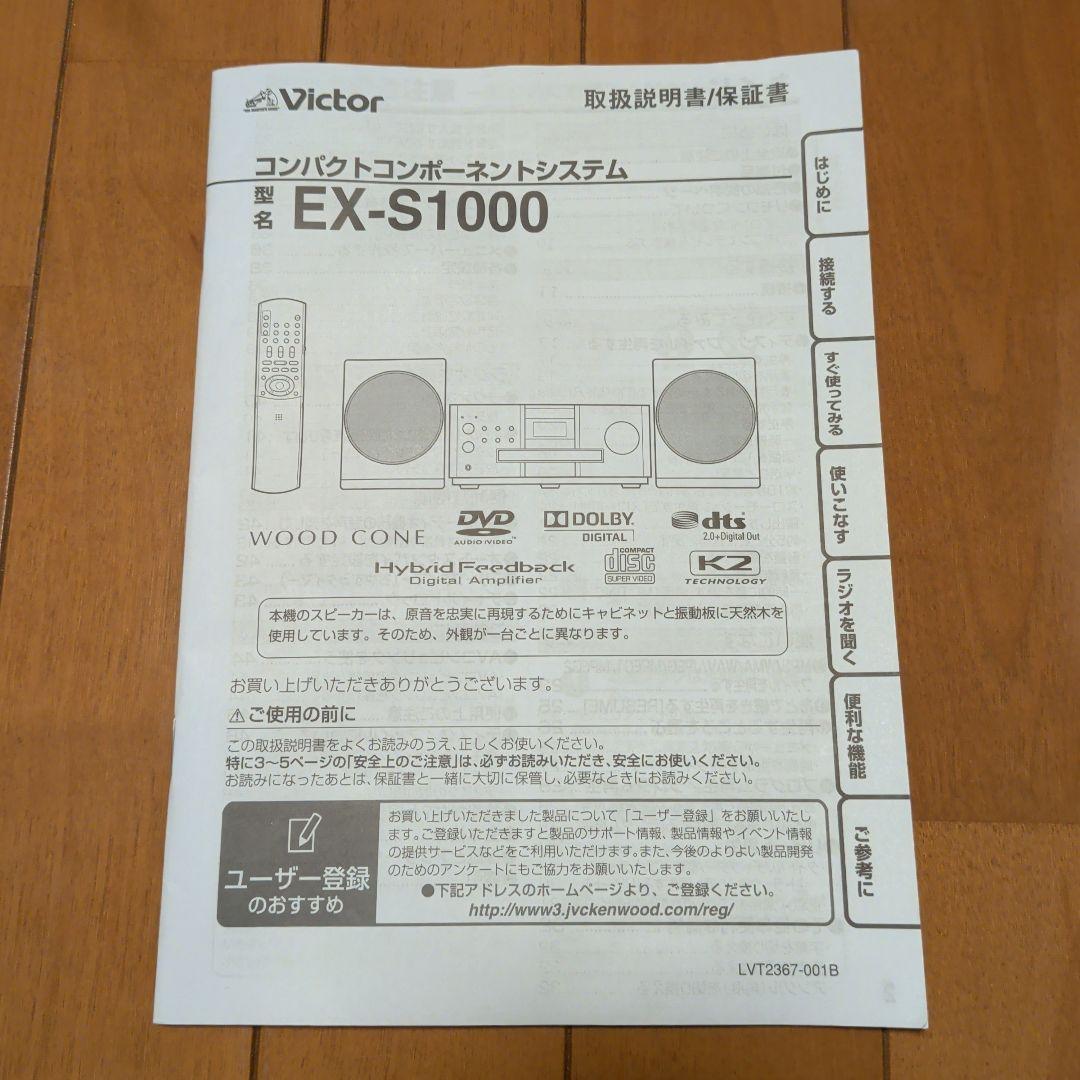 Victor
取扱説明書/保証書
コンパクトコンポーネントシステム
型名 EX-S1000
はじめに
接続する
すぐ使ってみる
使いこなす
ラジオを聞く
便利な機能
ご参考に
WOOD CONE
DVD
AUDIO/VIDEO™
DOLBY
DIGITAL
dts
2.0+Digital Out
Hybrid Feedback
Digital Amplifier
COMPACT
disc
SUPER VIDEO
K2
TECHNOLOGY
本機のスピーカーは、原音を忠実に再現するためにキャビネットと振動板に天然木を
使用しています。そのため、外観が一台ごとに異なります。
お買い上げいただきありがとうございます。
⚠ご使用の前に
この取扱説明書をよくお読みのうえ、正しくお使いください。
特に3～5ページの「安全上のご注意」は、必ずお読みいただき、安全にお使いください。
お読みになったあとは、保証書と一緒に大切に保管し、必要なときにお読みください。
ユーザー登録
のおすすめ
お買い上げいただきました製品について「ユーザー登録」をお願いいたし
ます。ご登録いただきますと製品のサポート情報、製品情報やイベント情報
の提供サービスなどをご利用いただけます。また、今後のよりよい製品開発
のためのアンケートにもご協力をお願いいたします。
●下記アドレスのホームページより、ご登録ください。
http://www3.jvckenwood.com/reg/
LVT2367-001B